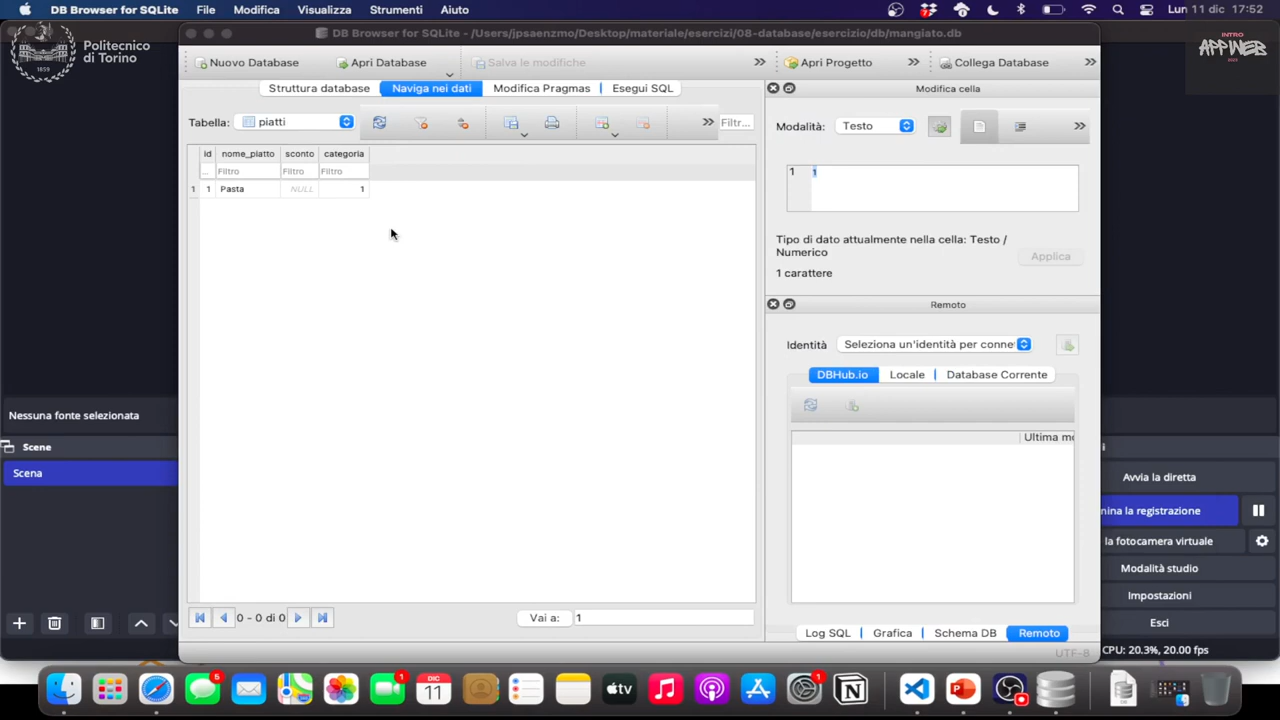 DB Browser for SQLite File Modifica Visualizza Strumenti Aiuto Lun 11 dic 17:52
1859
Politecnico
di Torino
INTRO
APPWEB
2023
DB Browser for SQLite - /Users/jpsaenzmo/Desktop/materiale/esercizi/08-database/esercizio/db/mangiato.db
Nuovo Database Apri Database Salva le modifiche » Apri Progetto » Collega Database »
Struttura database Naviga nei dati Modifica Pragmas Esegui SQL
Modifica cella
Tabella: piatti » Filtr...
Modalità: Testo »
id nome_piatto sconto categoria
... Filtro Filtro Filtro
1 1 Pasta NULL 1
1 1
Tipo di dato attualmente nella cella: Testo /
Numerico
Applica
1 carattere
Remoto
Identità Seleziona un'identità per conne
DBHub.io Locale Database Corrente
Ultima mo
Nessuna fonte selezionata
Scene
Scena
Avvia la diretta
nina la registrazione
la fotocamera virtuale
Modalità studio
Impostazioni
Esci
CPU: 20.3%, 20.00 fps
0 - 0 di 0 Vai a: 1
Log SQL Grafica Schema DB Remoto
UTF-8
DIC
11
tv